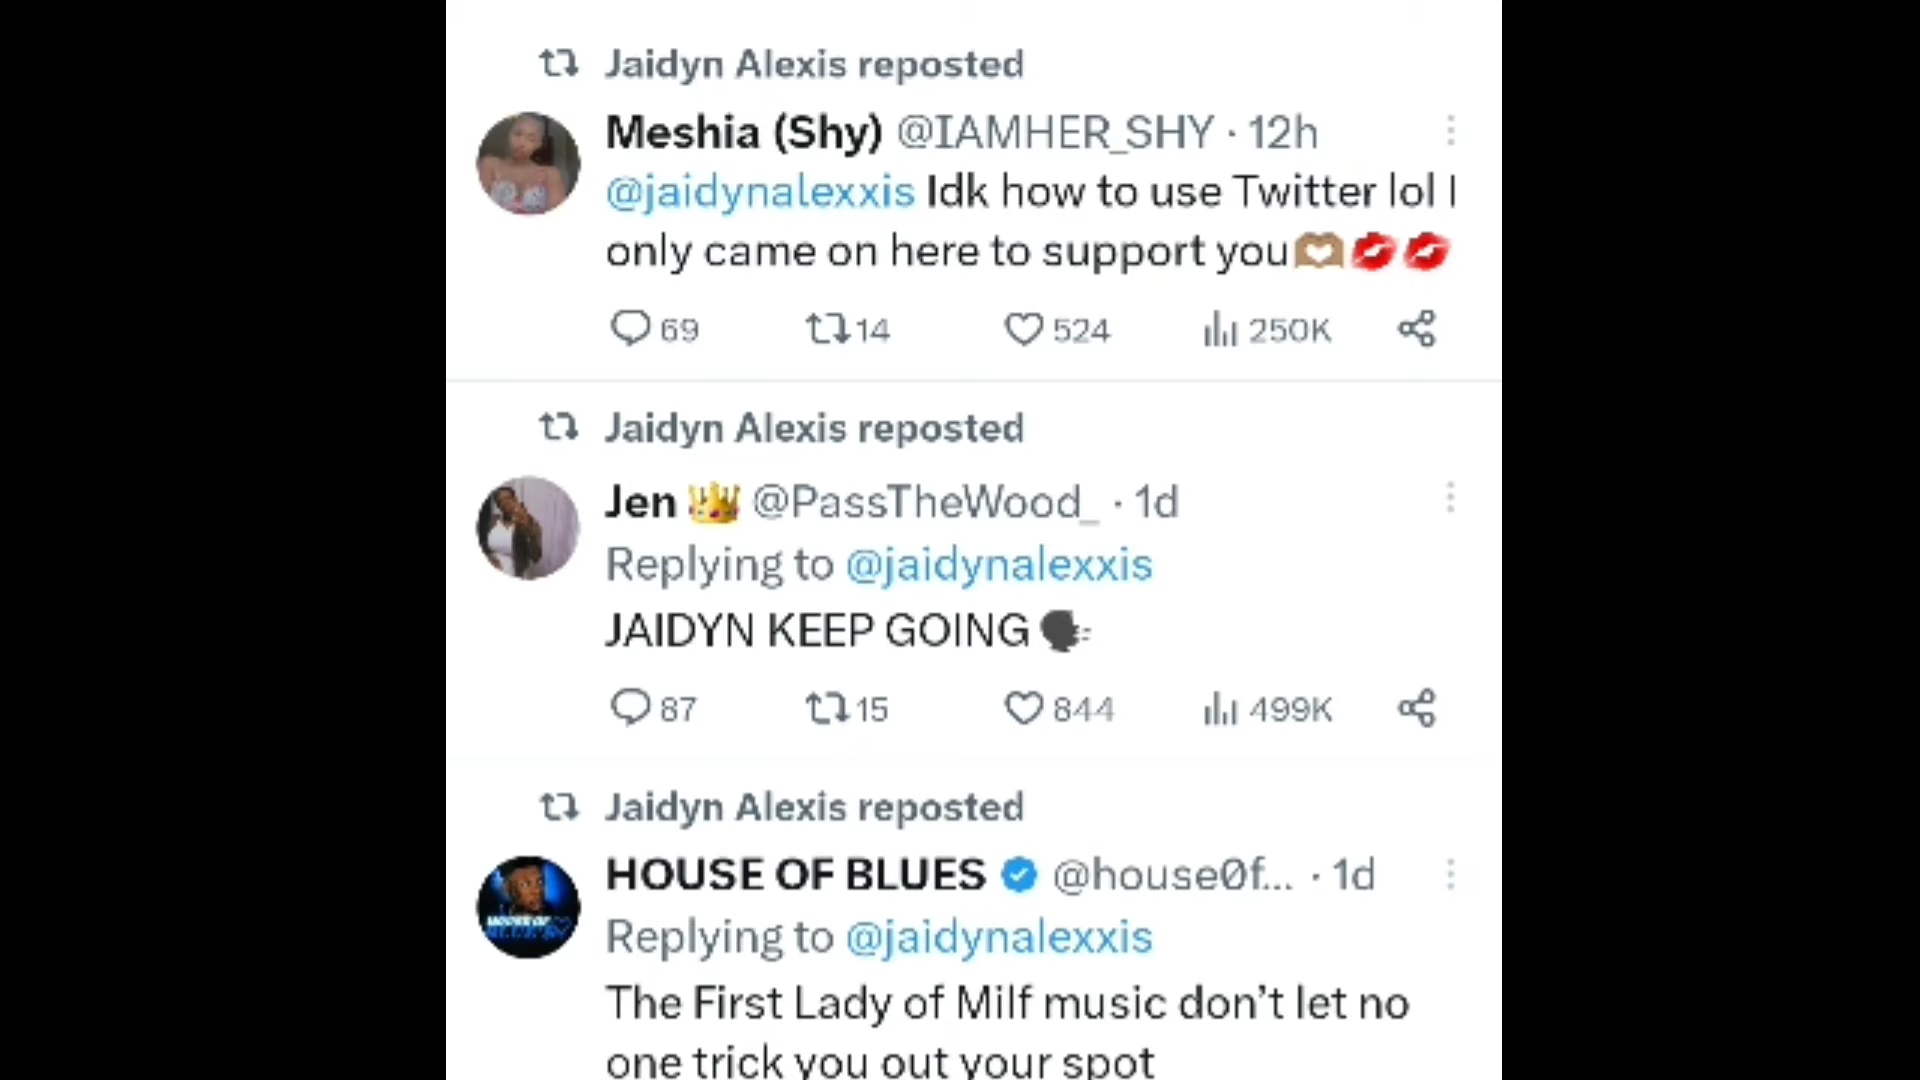 Jaidyn Alexis reposted
Meshia (Shy) @IAMHER_SHY · 12h
@jaidynalexxis Idk how to use Twitter lol I
only came on here to support you🫶🏽💋💋
69 14 524 250K
Jaidyn Alexis reposted
Jen 👑 @PassTheWood_ · 1d
Replying to @jaidynalexxis
JAIDYN KEEP GOING 🗣️
87 15 844 499K
Jaidyn Alexis reposted
HOUSE OF BLUES @house0f... · 1d
Replying to @jaidynalexxis
The First Lady of Milf music don’t let no
one trick you out your spot